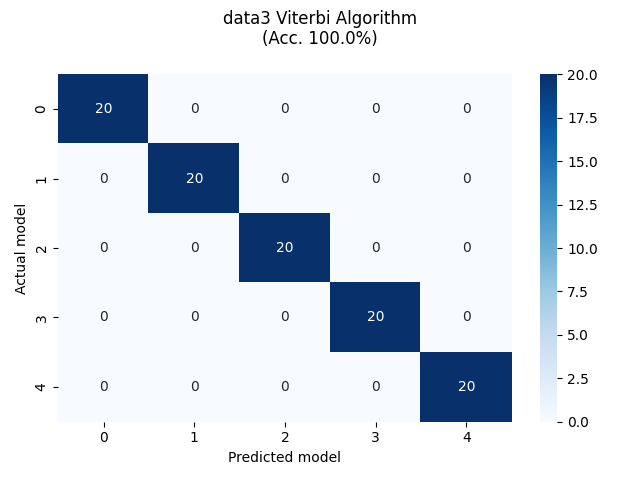 data3 Viterbi Algorithm
(Acc. 100.0%)
0 20 0 0 0 0
1 0 20 0 0 0
2 0 0 20 0 0
3 0 0 0 20 0
4 0 0 0 0 20
0 1 2 3 4
Actual model
Predicted model
20.0
17.5
15.0
12.5
10.0
7.5
5.0
2.5
0.0